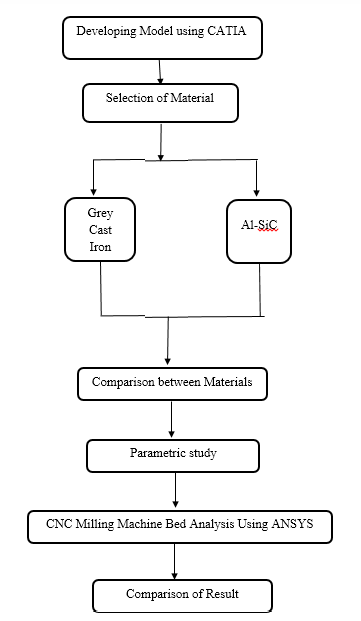 Developing Model using CATIA
Selection of Material
Grey
Cast
Iron
Al-SiC
Comparison between Materials
Parametric study
CNC Milling Machine Bed Analysis Using ANSYS
Comparison of Result